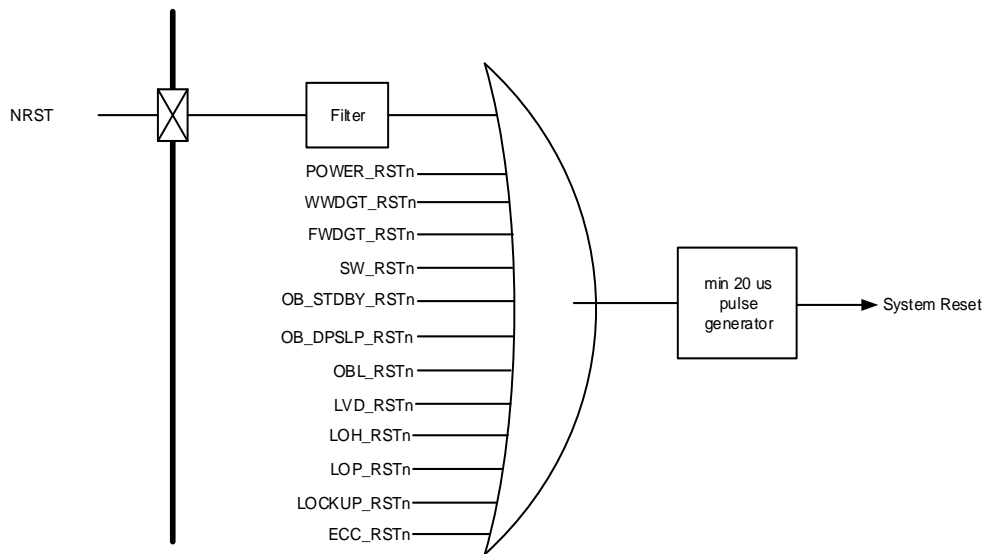 NRST
Filter
POWER_RSTn
WWDGT_RSTn
FWDGT_RSTn
SW_RSTn
OB_STDBY_RSTn
OB_DPSLP_RSTn
OBL_RSTn
LVD_RSTn
LOH_RSTn
LOP_RSTn
LOCKUP_RSTn
ECC_RSTn
min 20 us
pulse
generator
System Reset